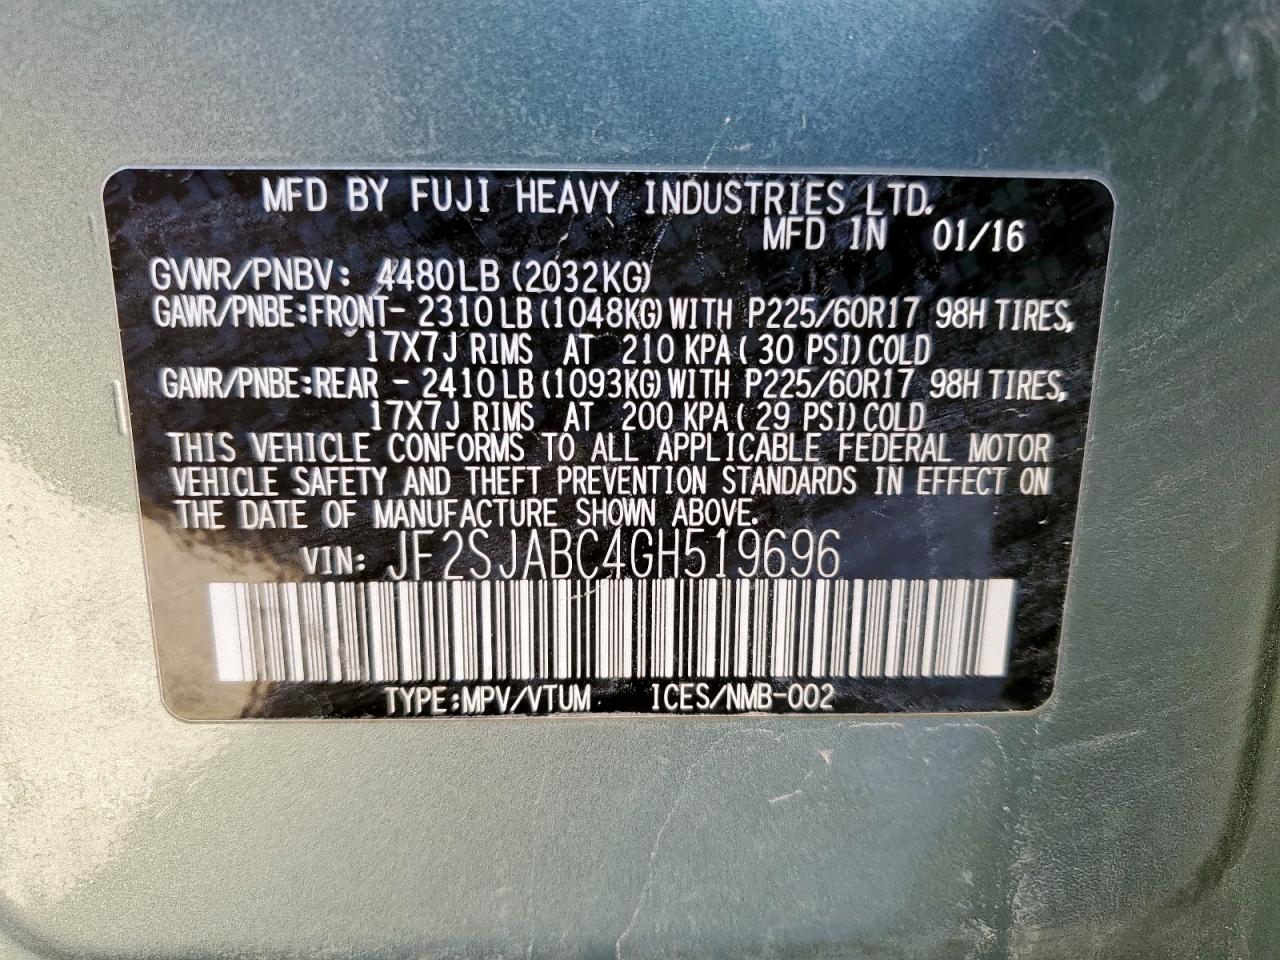 MFD BY FUJI HEAVY INDUSTRIES LTD.
MFD IN 01/16
GVWR/PNBV: 4480LB (2032KG)
GAWR/PNBE:FRONT- 2310 LB (1048KG) WITH P225/60R17 98H TIRES,
17X7J RIMS AT 210 KPA ( 30 PSI) COLD
GAWR/PNBE:REAR - 2410 LB (1093KG) WITH P225/60R17 98H TIRES,
17X7J RIMS AT 200 KPA ( 29 PSI) COLD
THIS VEHICLE CONFORMS TO ALL APPLICABLE FEDERAL MOTOR
VEHICLE SAFETY AND THEFT PREVENTION STANDARDS IN EFFECT ON
THE DATE OF MANUFACTURE SHOWN ABOVE.
VIN: JF2SJABC4GH519696
TYPE:MPV/VTUM ICES/NMB-002